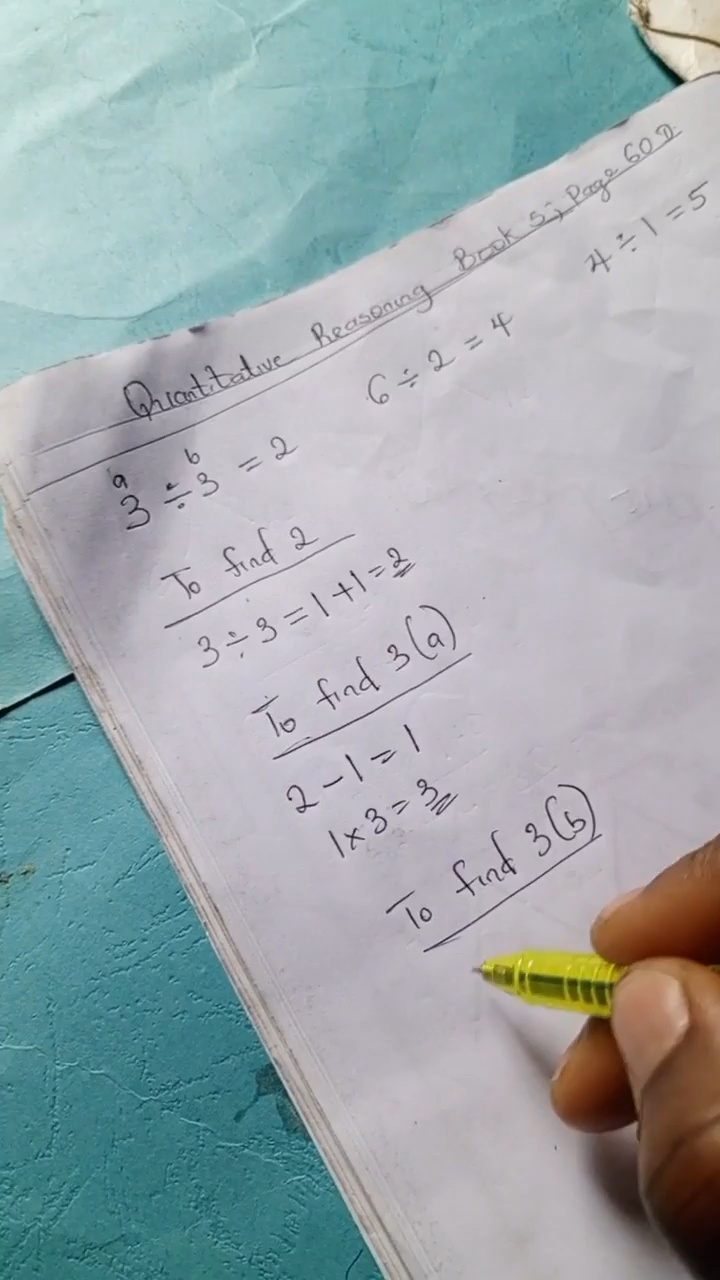 Quantitative Reasoning Book 5; Page 60 D
a b
3 ÷ 3 = 2 6 ÷ 2 = 4 4 ÷ 1 = 5
To find 2
3 ÷ 3 = 1 + 1 = 2
To find 3(a)
2 - 1 = 1
1 x 3 = 3
To find 3(b)